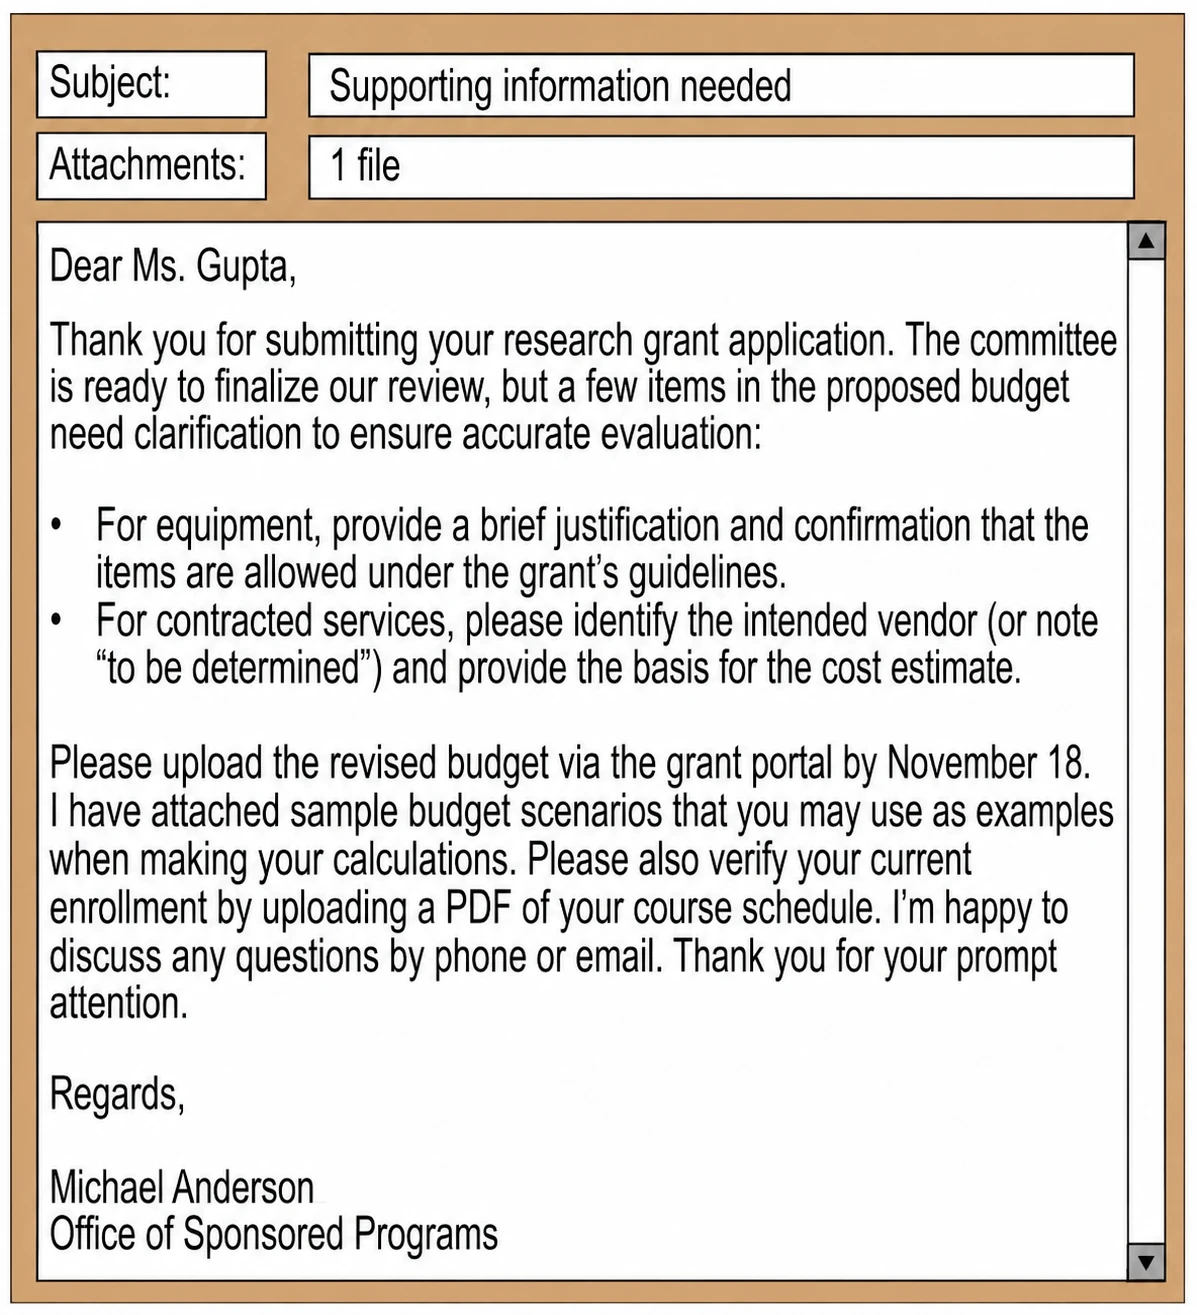 Subject:
Supporting information needed
Attachments:
1 file
Dear Ms. Gupta,
Thank you for submitting your research grant application. The committee
is ready to finalize our review, but a few items in the proposed budget
need clarification to ensure accurate evaluation:
• For equipment, provide a brief justification and confirmation that the
items are allowed under the grant’s guidelines.
• For contracted services, please identify the intended vendor (or note
“to be determined”) and provide the basis for the cost estimate.
Please upload the revised budget via the grant portal by November 18.
I have attached sample budget scenarios that you may use as examples
when making your calculations. Please also verify your current
enrollment by uploading a PDF of your course schedule. I’m happy to
discuss any questions by phone or email. Thank you for your prompt
attention.
Regards,
Michael Anderson
Office of Sponsored Programs